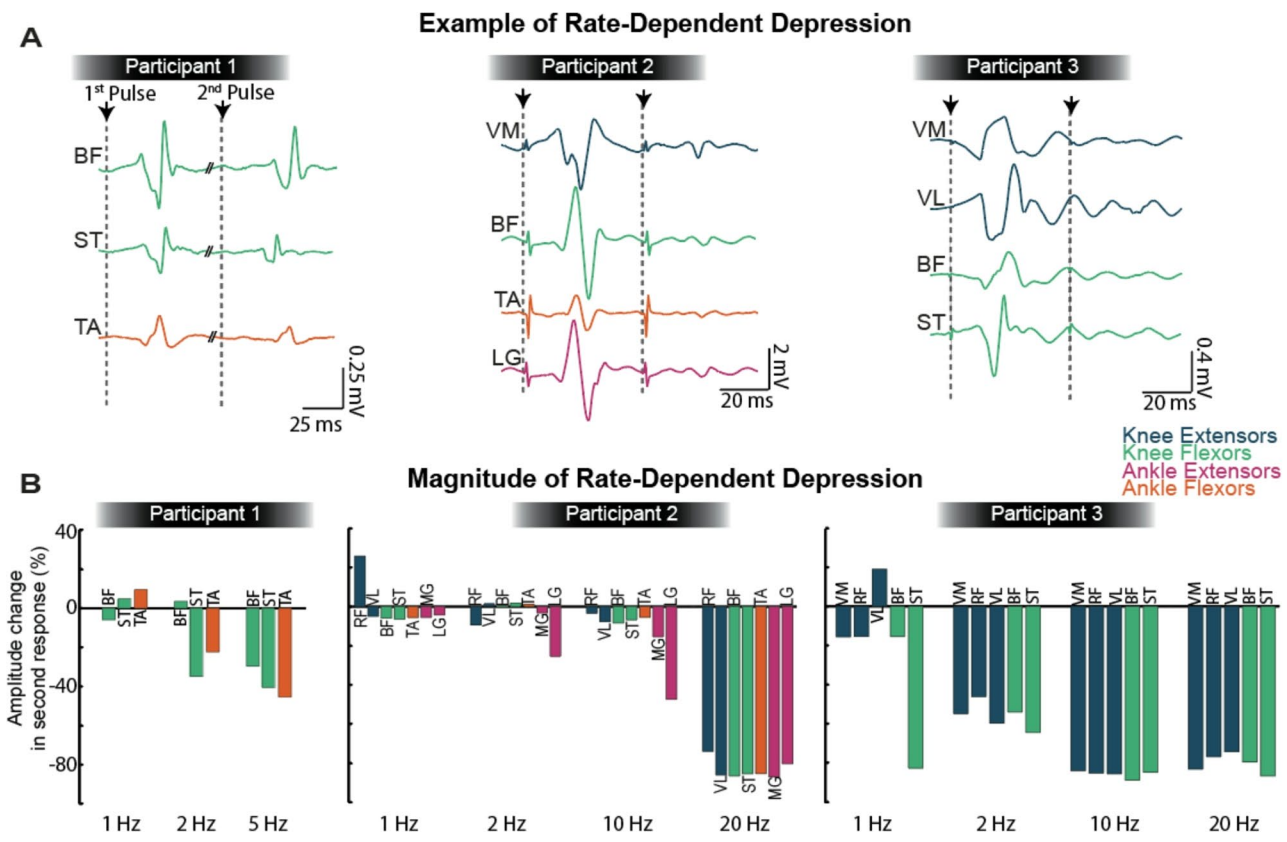 A
Example of Rate-Dependent Depression
Participant 1
Participant 2
Participant 3
1st Pulse
2nd Pulse
BF
ST
TA
0.25 mV
25 ms
VM
BF
TA
LG
2 mV
20 ms
VM
VL
BF
ST
0.4 mV
20 ms
Knee Extensors
Knee Flexors
Ankle Extensors
Ankle Flexors
B
Magnitude of Rate-Dependent Depression
Participant 1
Participant 2
Participant 3
Amplitude change
in second response (%)
40
0
-40
-80
BF ST TA
BF ST TA
BF ST TA
1 Hz 2 Hz 5 Hz
RF VL BF ST TA MG LG
RF VL BF ST TA MG LG
RF VL BF ST TA MG LG
RF VL BF ST TA MG LG
1 Hz 2 Hz 10 Hz 20 Hz
VM RF VL BF ST
VM RF VL BF ST
VM RF VL BF ST
VM RF VL BF ST
1 Hz 2 Hz 10 Hz 20 Hz